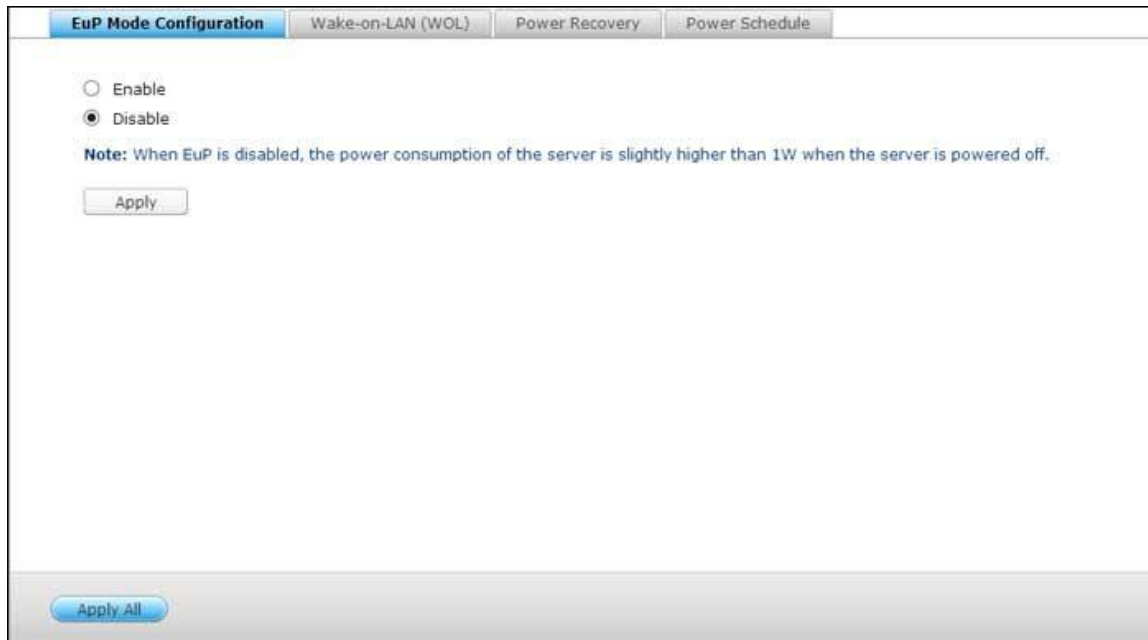 EuP Mode Configuration
Wake-on-LAN (WOL)
Power Recovery
Power Schedule
Enable
Disable
Note: When EuP is disabled, the power consumption of the server is slightly higher than 1W when the server is powered off.
Apply
Apply All